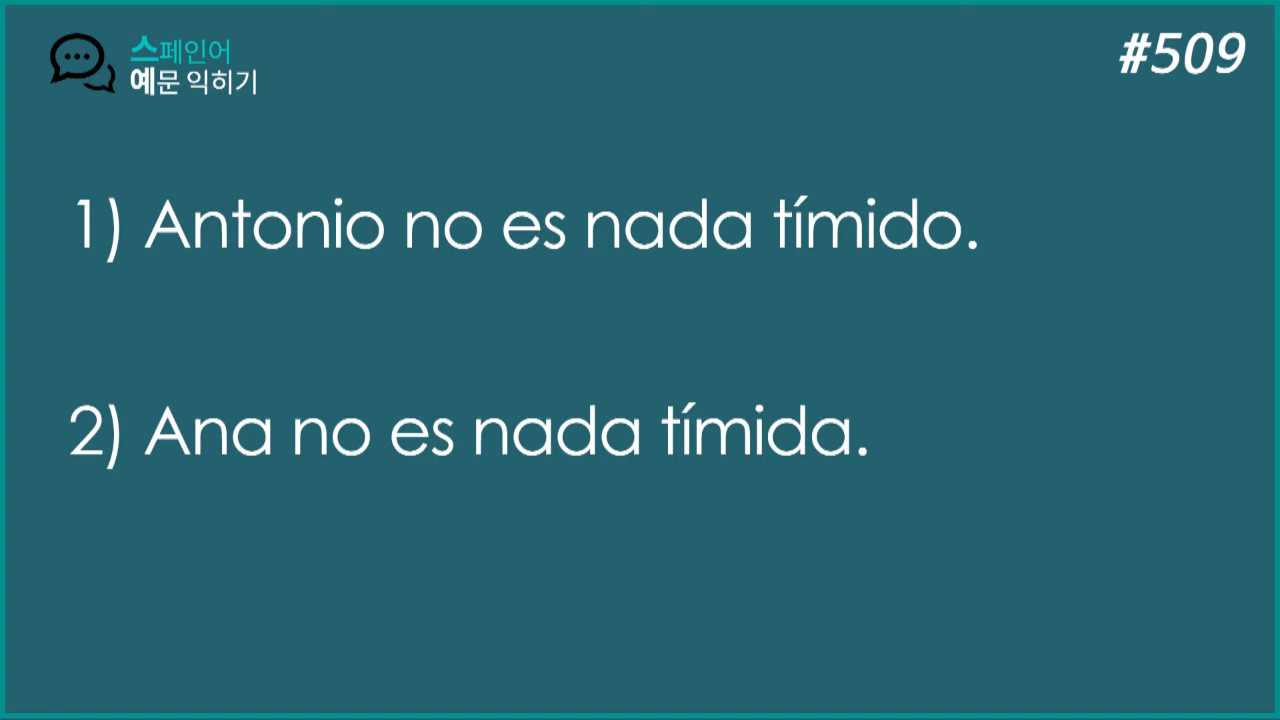 스페인어
예문 익히기
#509
1) Antonio no es nada tímido.
2) Ana no es nada tímida.